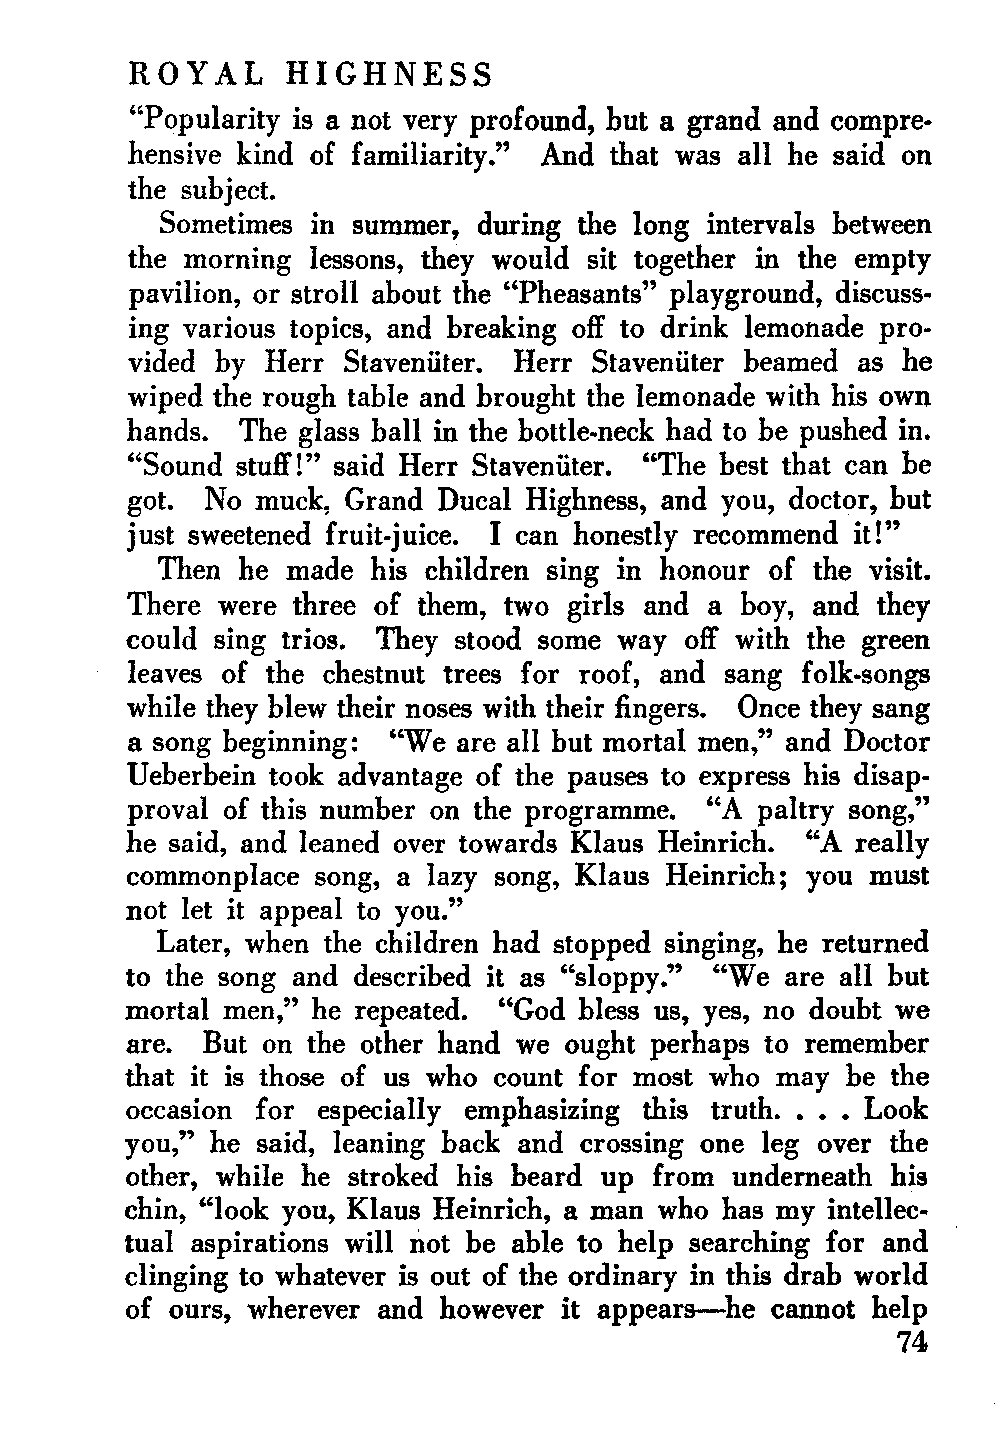 ROYAL HIGHNESS
“Popularity is a not very profound, but a grand and compre-
hensive kind of familiarity.” And that was all he said on
the subject.
Sometimes in summer, during the long intervals between
the morning lessons, they would sit together in the empty
pavilion, or stroll about the “Pheasants” playground, discuss-
ing various topics, and breaking off to drink lemonade pro-
vided by Herr Stavenüter. Herr Stavenüter beamed as he
wiped the rough table and brought the lemonade with his own
hands. The glass ball in the bottle-neck had to be pushed in.
“Sound stuff!” said Herr Stavenüter. “The best that can be
got. No muck, Grand Ducal Highness, and you, doctor, but
just sweetened fruit-juice. I can honestly recommend it!”
Then he made his children sing in honour of the visit.
There were three of them, two girls and a boy, and they
could sing trios. They stood some way off with the green
leaves of the chestnut trees for roof, and sang folk-songs
while they blew their noses with their fingers. Once they sang
a song beginning: “We are all but mortal men,” and Doctor
Ueberbein took advantage of the pauses to express his disap-
proval of this number on the programme. “A paltry song,”
he said, and leaned over towards Klaus Heinrich. “A really
commonplace song, a lazy song, Klaus Heinrich; you must
not let it appeal to you.”
Later, when the children had stopped singing, he returned
to the song and described it as “sloppy.” “We are all but
mortal men,” he repeated. “God bless us, yes, no doubt we
are. But on the other hand we ought perhaps to remember
that it is those of us who count for most who may be the
occasion for especially emphasizing this truth. . . . Look
you,” he said, leaning back and crossing one leg over the
other, while he stroked his beard up from underneath his
chin, “look you, Klaus Heinrich, a man who has my intellec-
tual aspirations will not be able to help searching for and
clinging to whatever is out of the ordinary in this drab world
of ours, wherever and however it appears—he cannot help
74